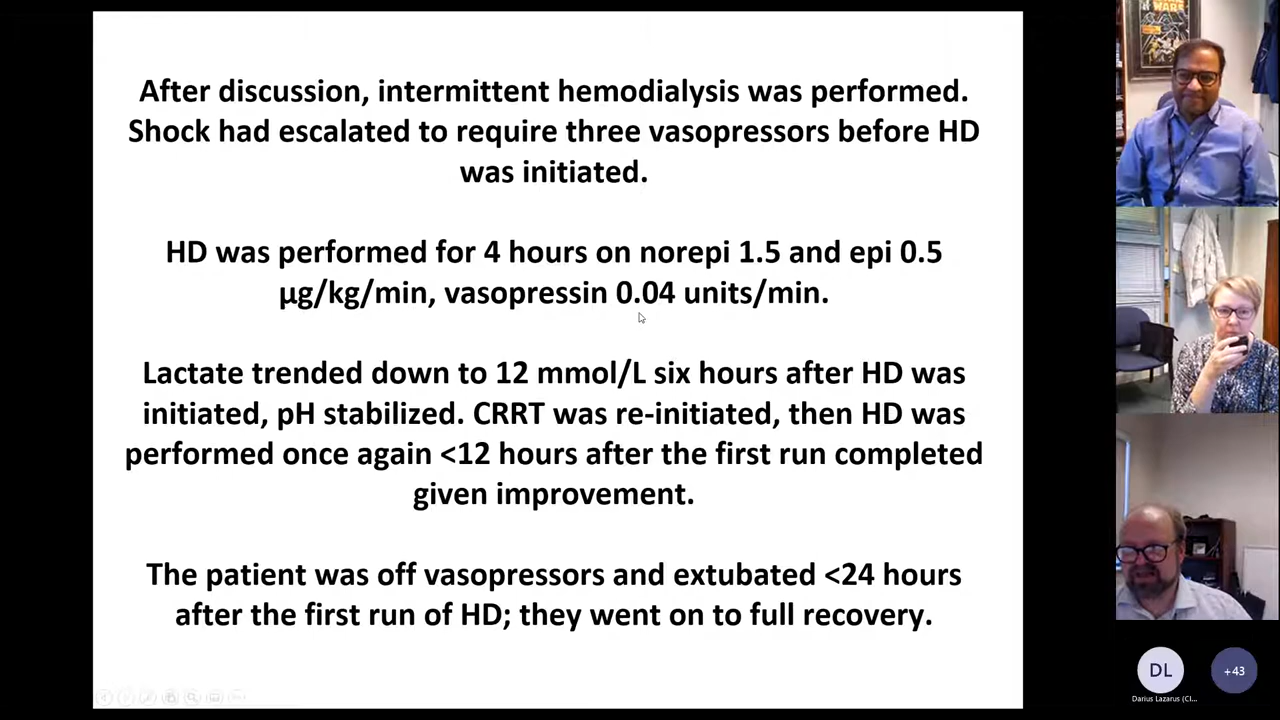 After discussion, intermittent hemodialysis was performed.
Shock had escalated to require three vasopressors before HD
was initiated.
HD was performed for 4 hours on norepi 1.5 and epi 0.5
µg/kg/min, vasopressin 0.04 units/min.
Lactate trended down to 12 mmol/L six hours after HD was
initiated, pH stabilized. CRRT was re-initiated, then HD was
performed once again <12 hours after the first run completed
given improvement.
The patient was off vasopressors and extubated <24 hours
after the first run of HD; they went on to full recovery.
WARS
DL
+43
Darius Lazarus (CI...